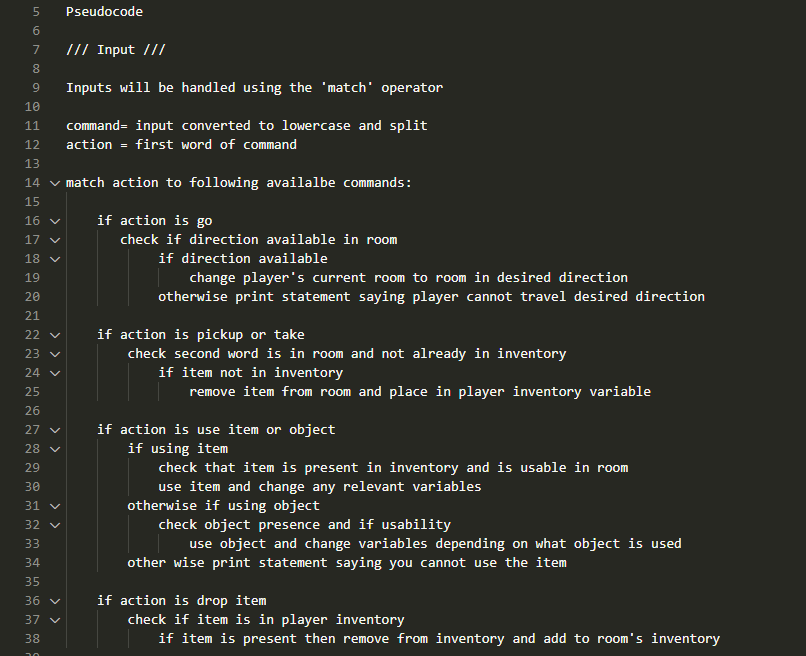 5 Pseudocode
6
7 /// Input ///
8
9 Inputs will be handled using the 'match' operator
10
11 command= input converted to lowercase and split
12 action = first word of command
13
14 match action to following availalbe commands:
15
16 if action is go
17 check if direction available in room
18 if direction available
19 change player's current room to room in desired direction
20 otherwise print statement saying player cannot travel desired direction
21
22 if action is pickup or take
23 check second word is in room and not already in inventory
24 if item not in inventory
25 remove item from room and place in player inventory variable
26
27 if action is use item or object
28 if using item
29 check that item is present in inventory and is usable in room
30 use item and change any relevant variables
31 otherwise if using object
32 check object presence and if usability
33 use object and change variables depending on what object is used
34 other wise print statement saying you cannot use the item
35
36 if action is drop item
37 check if item is in player inventory
38 if item is present then remove from inventory and add to room's inventory